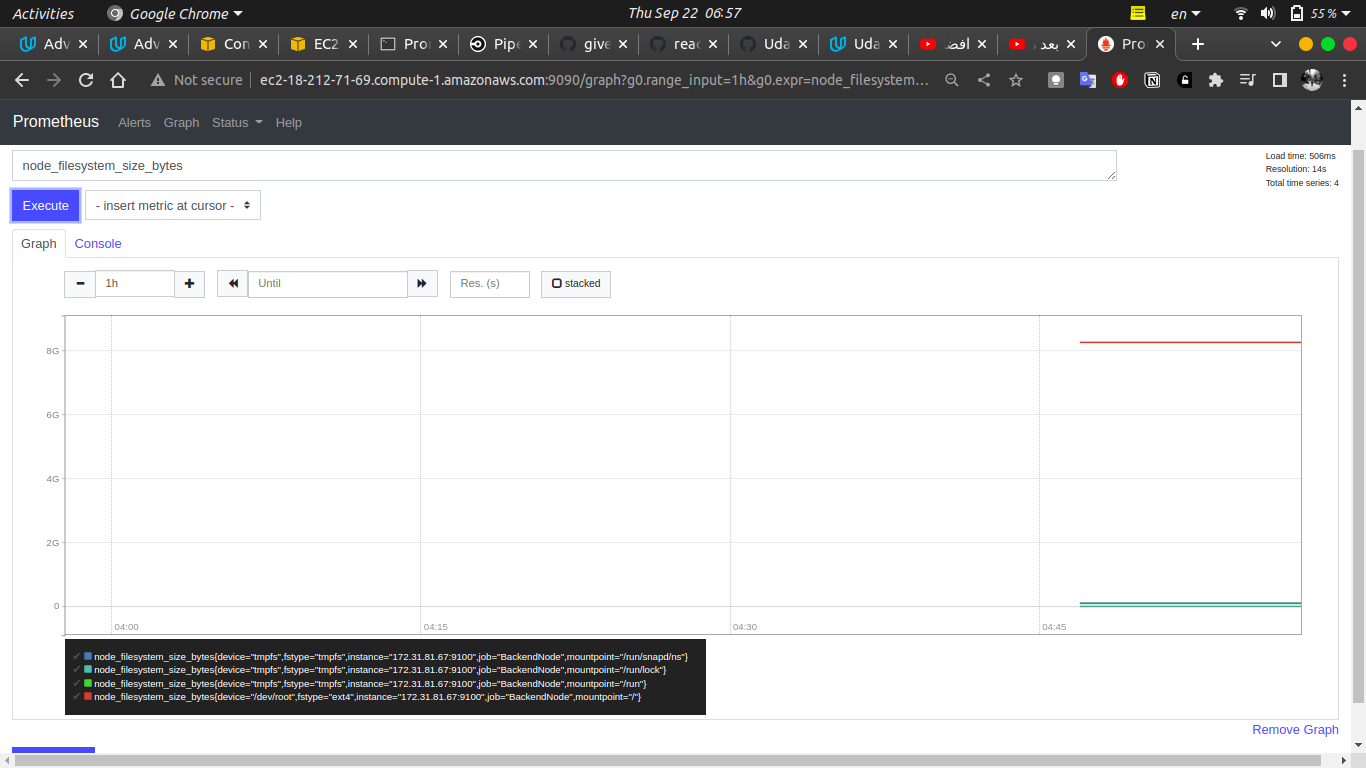 Activities
Google Chrome
Thu Sep 22 06:57
en
55 %
Adv
Adv
Con
EC2
Pro
Pipe
give
reac
Uda
Uda
افض
بعد
Pro
Not secure
ec2-18-212-71-69.compute-1.amazonaws.com:9090/graph?g0.range_input=1h&g0.expr=node_filesystem...
Prometheus
Alerts
Graph
Status
Help
node_filesystem_size_bytes
Load time: 506ms
Resolution: 14s
Total time series: 4
Execute
- insert metric at cursor -
Graph
Console
1h
Until
Res. (s)
stacked
8G
6G
4G
2G
0
04:00
04:15
04:30
04:45
node_filesystem_size_bytes{device="tmpfs",fstype="tmpfs",instance="172.31.81.67:9100",job="BackendNode",mountpoint="/run/snapd/ns"}
node_filesystem_size_bytes{device="tmpfs",fstype="tmpfs",instance="172.31.81.67:9100",job="BackendNode",mountpoint="/run/lock"}
node_filesystem_size_bytes{device="tmpfs",fstype="tmpfs",instance="172.31.81.67:9100",job="BackendNode",mountpoint="/run"}
node_filesystem_size_bytes{device="/dev/root",fstype="ext4",instance="172.31.81.67:9100",job="BackendNode",mountpoint="/"}
Remove Graph